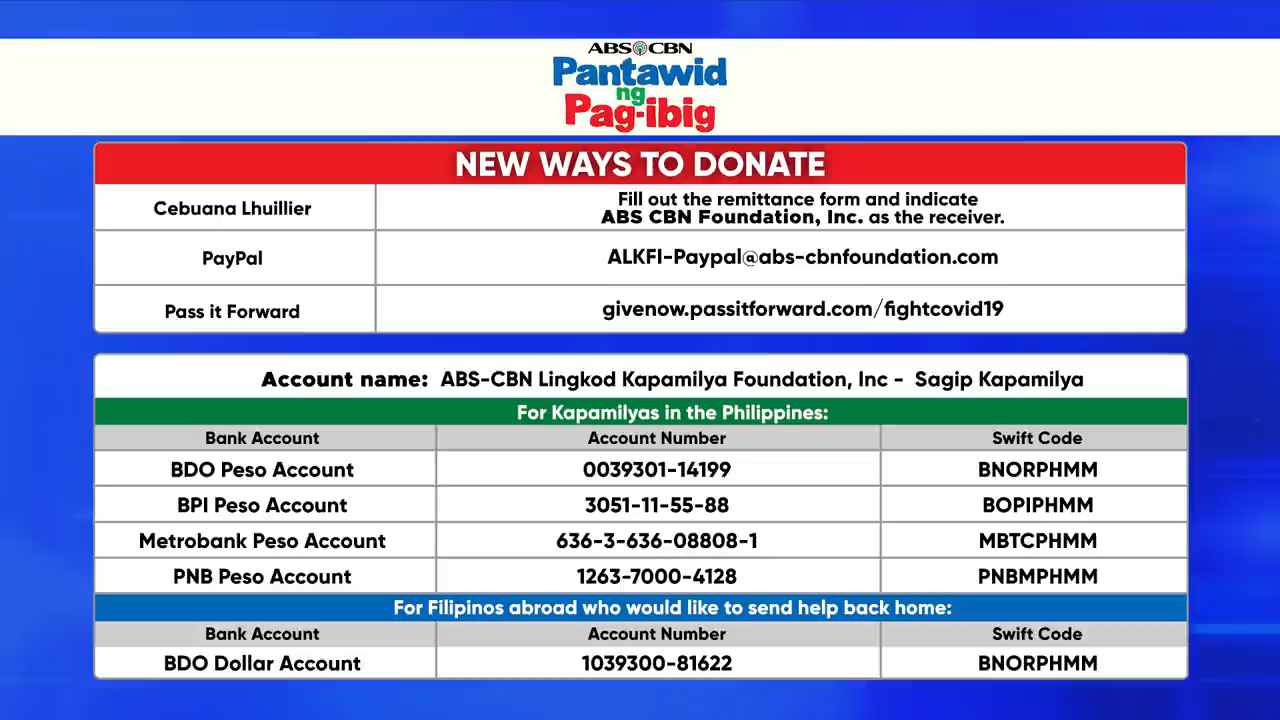 ABS CBN
Pantawid
ng
Pag-ibig
NEW WAYS TO DONATE
Cebuana Lhuillier
Fill out the remittance form and indicate
ABS CBN Foundation, Inc. as the receiver.
PayPal
ALKFI-Paypal@abs-cbnfoundation.com
Pass it Forward
givenow.passitforward.com/fightcovid19
Account name: ABS-CBN Lingkod Kapamilya Foundation, Inc - Sagip Kapamilya
For Kapamilyas in the Philippines:
Bank Account Account Number Swift Code
BDO Peso Account 0039301-14199 BNORPHMM
BPI Peso Account 3051-11-55-88 BOPIPHMM
Metrobank Peso Account 636-3-636-08808-1 MBTCPHMM
PNB Peso Account 1263-7000-4128 PNBMPHMM
For Filipinos abroad who would like to send help back home:
Bank Account Account Number Swift Code
BDO Dollar Account 1039300-81622 BNORPHMM